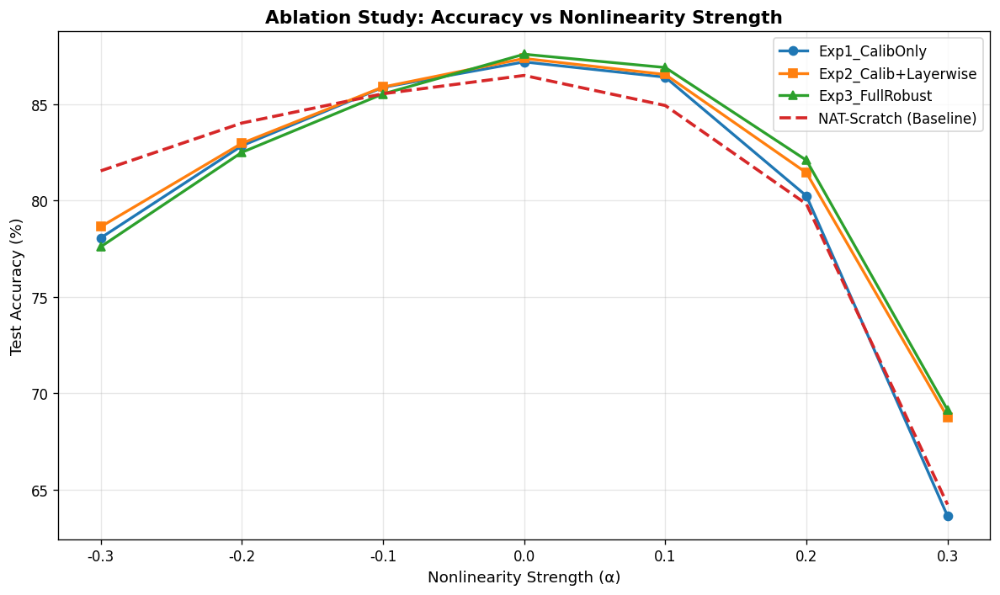 Ablation Study: Accuracy vs Nonlinearity Strength
Exp1_CalibOnly
Exp2_Calib+Layerwise
Exp3_FullRobust
NAT-Scratch (Baseline)
Test Accuracy (%)
85
80
75
70
65
-0.3 -0.2 -0.1 0.0 0.1 0.2 0.3
Nonlinearity Strength (α)